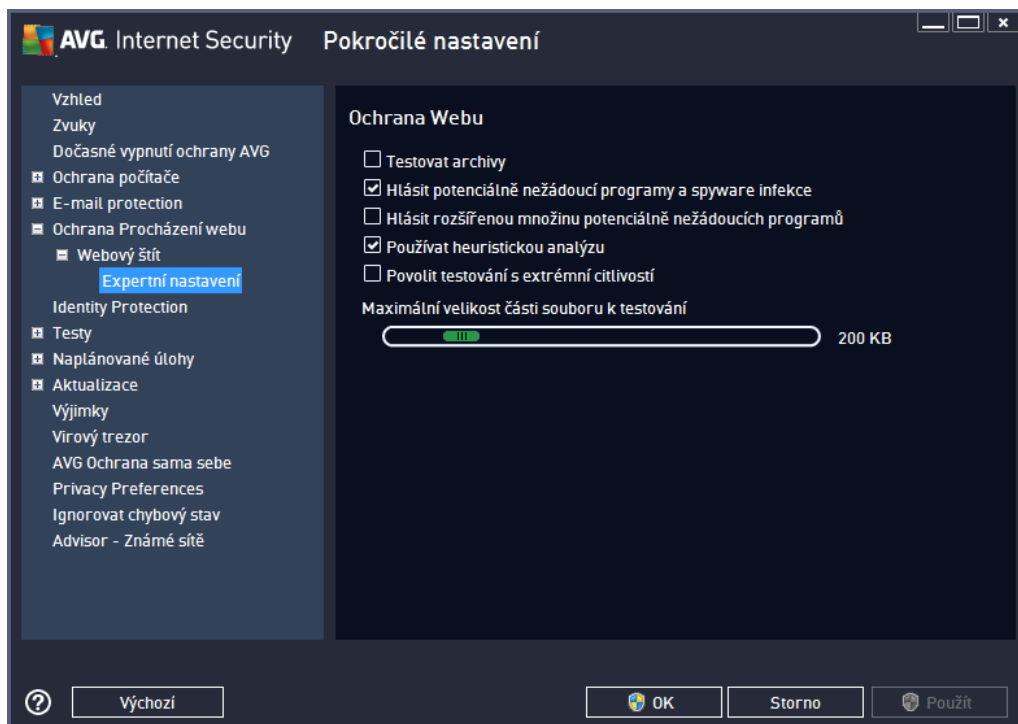 AVG. Internet Security Pokročilé nastavení
Vzhled
Zvuky
Dočasné vypnutí ochrany AVG
Ochrana počítače
E-mail protection
Ochrana Procházení webu
Webový štít
Expertní nastavení
Identity Protection
Testy
Naplánované úlohy
Aktualizace
Výjimky
Virový trezor
AVG Ochrana sama sebe
Privacy Preferences
Ignorovat chybový stav
Advisor - Známé sítě
Ochrana Webu
Testovat archivy
Hlásit potenciálně nežádoucí programy a spyware infekce
Hlásit rozšířenou množinu potenciálně nežádoucích programů
Používat heuristickou analýzu
Povolit testování s extrémní citlivostí
Maximální velikost části souboru k testování
200 KB
Výchozí
OK
Storno
Použít